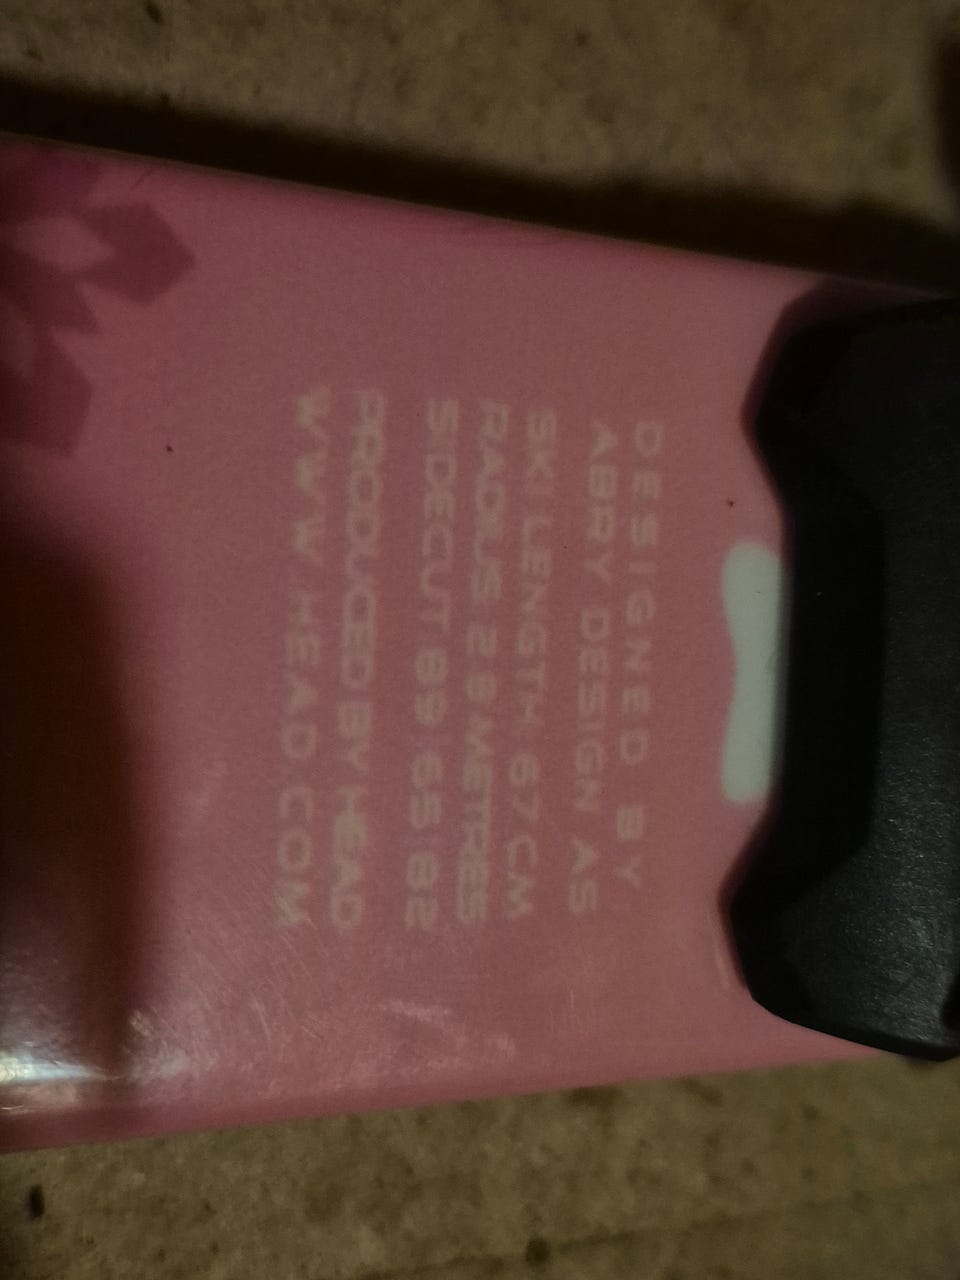 DESIGNED BY
ABRY DESIGN AS
SKI LENGTH 67 CM
RADIUS 2.8 METRES
SIDECUT 89.65.82
PRODUCED BY HEAD
WWW.HEAD.COM